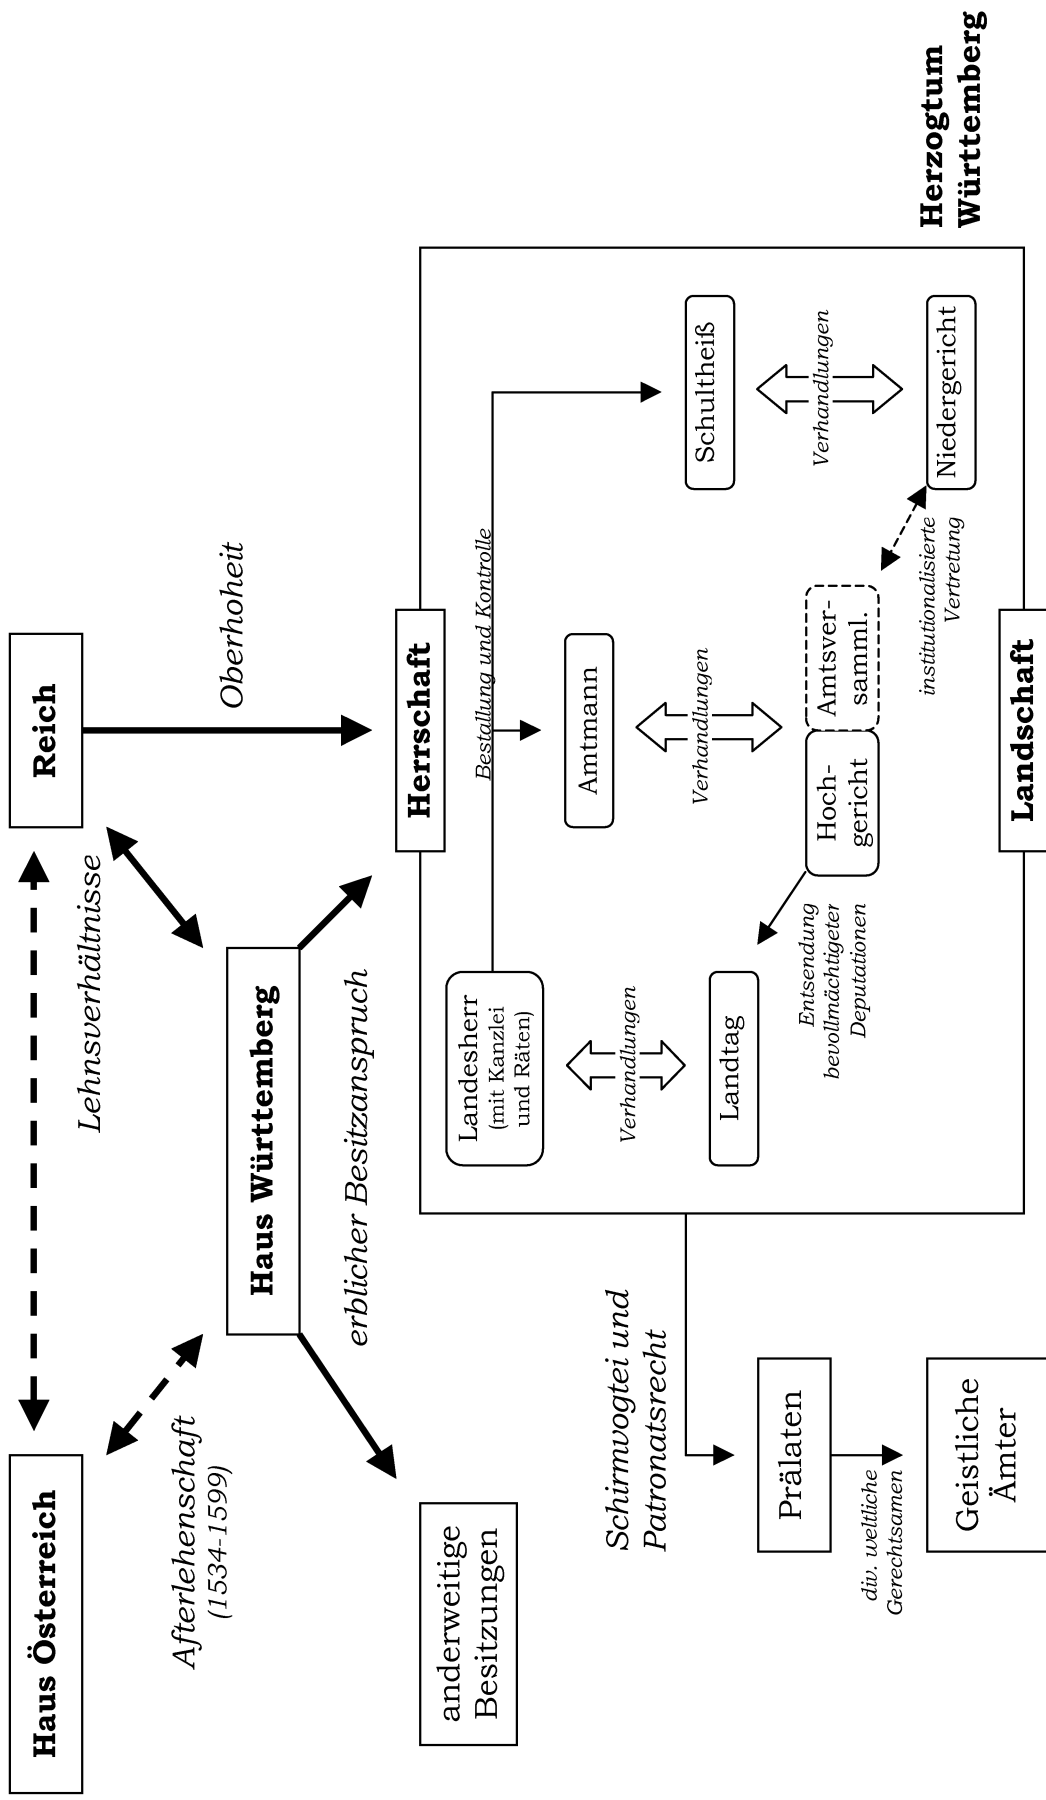 Haus Österreich
Reich
Lehnsverhältnisse
Afterlehenschaft
(1534-1599)
Oberhoheit
Haus Württemberg
erblicher Besitzanspruch
anderweitige
Besitzungen
Herrschaft
Landesherr
(mit Kanzlei
und Räten)
Bestallung und Kontrolle
Amtmann
Schultheiß
Verhandlungen
Verhandlungen
Verhandlungen
Landtag
Hoch-
gericht
Amtsver-
samml.
Niedergericht
Entsendung
bevollmächtigeter
Deputationen
institutionalisierte
Vertretung
Landschaft
Herzogtum
Württemberg
Schirmvogtei und
Patronatsrecht
Prälaten
div. weltliche
Gerechtsamen
Geistliche
Ämter